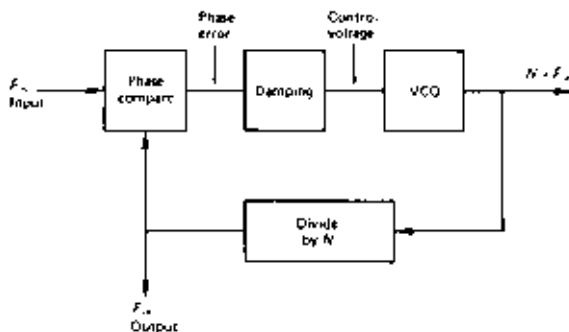 Phase
error
Control
voltage
Input
Phase
compare
Damping
VCO
Divide
by N
Output